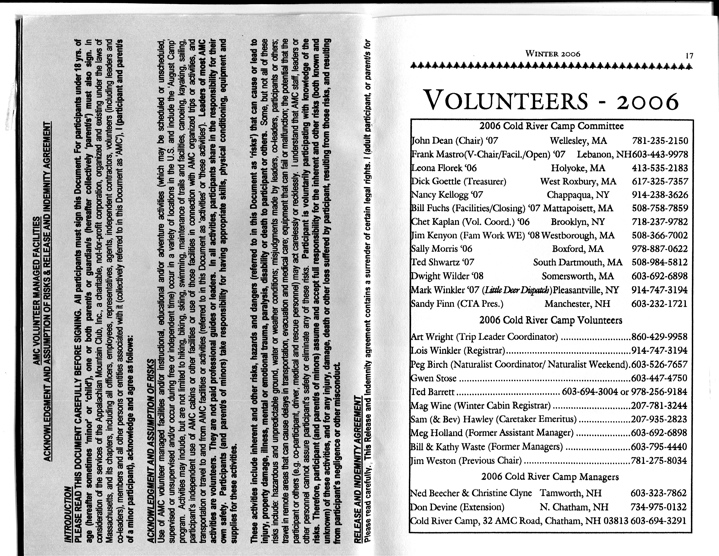 AMC VOLUNTEER MANAGED FACILITIES
ACKNOWLEDGMENT AND ASSUMPTION OF RISKS & RELEASE AND INDEMNITY AGREEMENT
INTRODUCTION
PLEASE READ THIS DOCUMENT CAREFULLY BEFORE SIGNING. All participants must sign this Document. For participants under 18 yrs. of
age (hereafter sometimes 'minor' or 'child'), one or both parents or guardian/s (hereafter collectively 'parent/s') must also sign. In
consideration of the services of the Appalachian Mountain Club, Inc., a charitable, not-for-profit corporation, organized and existing under the laws of
Massachusetts, and its chapters, including all officers, employees, representatives, agents, independent contractors, volunteers (including leaders and
co-leaders), members and all other persons or entities associated with it (collectively referred to in this Document as 'AMC'), I (participant and parent/s
of a minor participant), acknowledge and agree as follows:
ACKNOWLEDGMENT AND ASSUMPTION OF RISKS
Use of AMC volunteer managed facilities and/or instructional, educational and/or adventure activities (which may be scheduled or unscheduled,
supervised or unsupervised and/or occur during free or independent time) occur in a variety of locations in the U.S. and include the 'August Camp'
program. Activities may include, but are not limited to hiking, biking, skiing, swimming, maintenance of trails and facilities, canoeing, kayaking, sailing,
participant's independent use of AMC cabins or other facilities or use of those facilities in connection with AMC organized trips or activities, and
transportation or travel to and from AMC facilities or activities (referred to in this Document as 'activities' or 'these activities'). Leaders of most AMC
activities are volunteers. They are not paid professional guides or leaders. In all activities, participants share in the responsibility for their
own safety. Participants (and parents of minors) take responsibility for having appropriate skills, physical conditioning, equipment and
supplies for these activities.
These activities include inherent and other risks, hazards and dangers (referred to in this Document as 'risks') that can cause or lead to
injury, property damage, illness, mental or emotional trauma, paralysis, disability or death to participant or others. Some, but not all of these
risks include: hazardous and unpredictable ground, water or weather conditions; misjudgments made by leaders, co-leaders, participants or others;
travel in remote areas that can cause delays in transportation, evacuation and medical care; equipment that can fail or malfunction; the potential that the
participant or others (e.g. co-participant, driver, medical and rescue personnel) may act carelessly or recklessly. I understand that AMC staff, leaders or
other personnel cannot assure participant's safety or eliminate any of these risks. Participant is voluntarily participating with knowledge of the
risks. Therefore, participant (and parent/s of minors) assume and accept full responsibility for the inherent and other risks (both known and
unknown) of these activities, and for any injury, damage, death or other loss suffered by participant, resulting from those risks, and resulting
from participant's negligence or other misconduct.
RELEASE AND INDEMNITY AGREEMENT
Please read carefully. This Release and indemnity agreement contains a surrender of certain legal rights. I (adult participant, or parent/s for
WINTER 2006 17
VOLUNTEERS - 2006
2006 Cold River Camp Committee
John Dean (Chair) '07 Wellesley, MA 781-235-2150
Frank Mastro(V-Chair/Facil./Open) '07 Lebanon, NH603-443-9978
Leona Florek '06 Holyoke, MA 413-535-2183
Dick Goettle (Treasurer) West Roxbury, MA 617-325-7357
Nancy Kellogg '07 Chappaqua, NY 914-238-3626
Bill Fuchs (Facilities/Closing) '07 Mattapoisett, MA 508-758-7859
Chet Kaplan (Vol. Coord.) '06 Brooklyn, NY 718-237-9782
Jim Kenyon (Fam Work WE) '08 Westborough, MA 508-366-7002
Sally Morris '06 Boxford, MA 978-887-0622
Ted Shwartz '07 South Dartmouth, MA 508-984-5812
Dwight Wilder '08 Somersworth, MA 603-692-6898
Mark Winkler '07 (Little Deer Dispatch)Pleasantville, NY 914-747-3194
Sandy Finn (CTA Pres.) Manchester, NH 603-232-1721
2006 Cold River Camp Volunteers
Art Wright (Trip Leader Coordinator) ....................860-429-9958
Lois Winkler (Registrar)....................914-747-3194
Peg Birch (Naturalist Coordinator/ Naturalist Weekend).603-526-7657
Gwen Stose ....................603-447-4750
Ted Barrett .................... 603-694-3004 or 978-256-9184
Mag Wine (Winter Cabin Registrar) ....................207-781-3244
Sam (& Bev) Hawley (Caretaker Emeritus) ....................207-935-2823
Meg Holland (Former Assistant Manager) ....................603-692-6898
Bill & Kathy Waste (Former Managers) ....................603-795-4440
Jim Weston (Previous Chair) ....................781-275-8034
2006 Cold River Camp Managers
Ned Beecher & Christine Clyne Tamworth, NH 603-323-7862
Don Devine (Extension) N. Chatham, NH 734-975-0132
Cold River Camp, 32 AMC Road, Chatham, NH 03813 603-694-3291